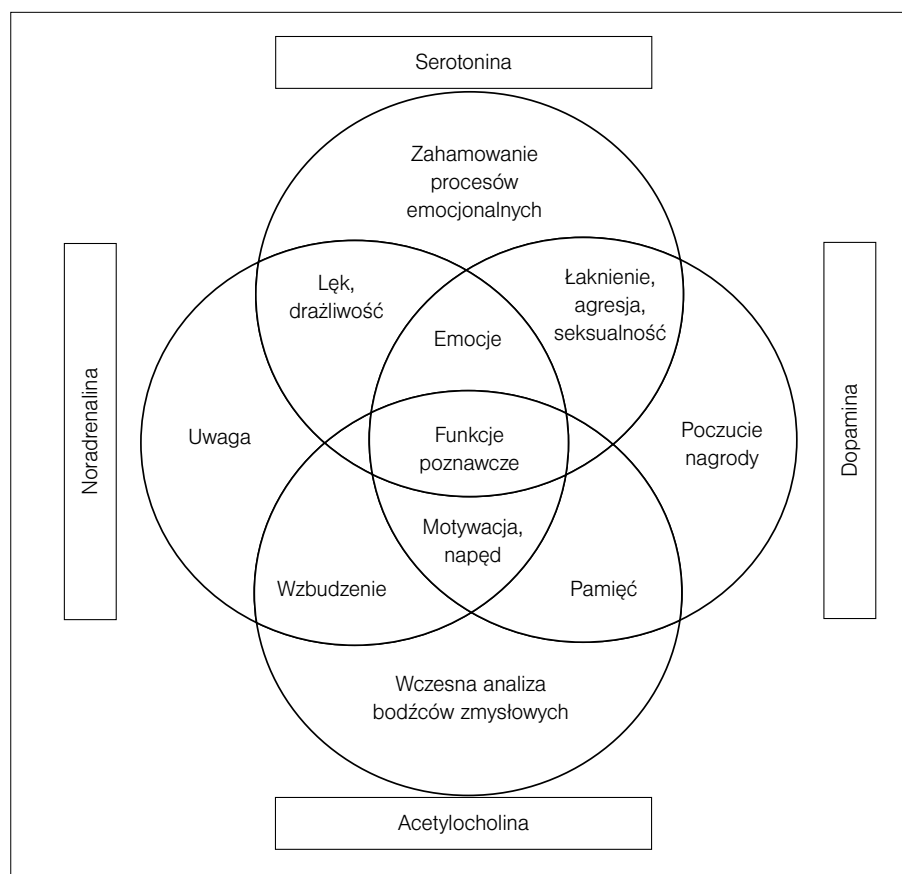 Serotonina
Zahamowanie
procesów
emocjonalnych
Noradrenalina
Lęk,
drażliwość
Łaknienie,
agresja,
seksualność
Dopamina
Emocje
Uwaga
Funkcje
poznawcze
Poczucie
nagrody
Motywacja,
napęd
Wzbudzenie
Pamięć
Wczesna analiza
bodźców zmysłowych
Acetylocholina